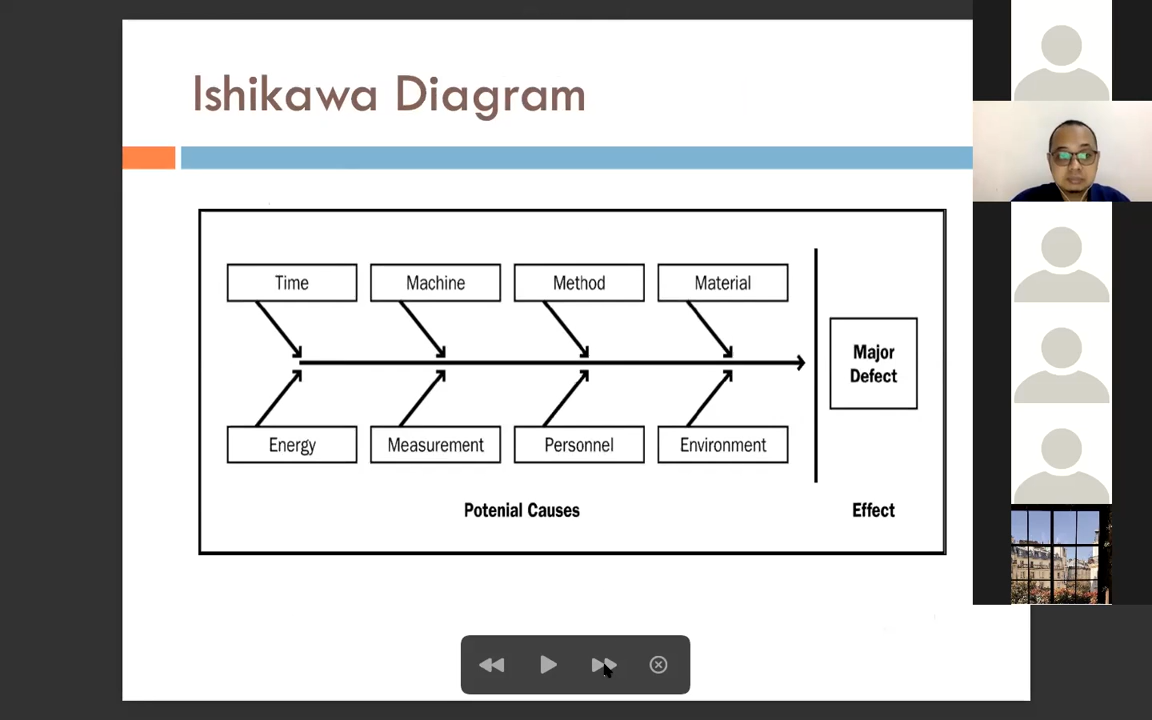 Ishikawa Diagram
Time
Machine
Method
Material
Major
Defect
Energy
Measurement
Personnel
Environment
Potenial Causes
Effect